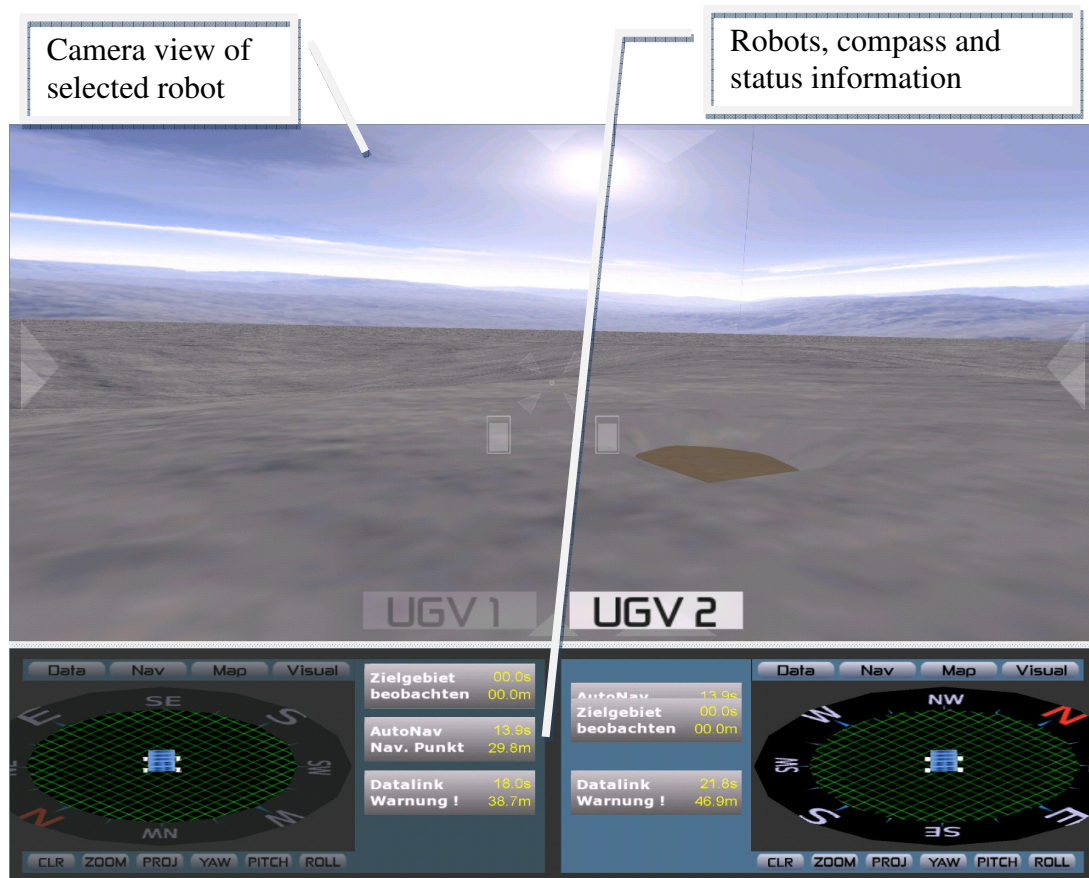 Camera view of
selected robot
Robots, compass and
status information
UGV 1
UGV 2
Data Nav Map Visual
SE
E
S
SW
N
W
NW
Zielgebiet 00.0s
beobachten 00.0m
AutoNav 13.9s
Nav. Punkt 29.8m
Datalink 18.0s
Warnung ! 38.7m
CLR ZOOM PROJ YAW PITCH ROLL
AutoNav 13.9s
Zielgebiet 00.0s
beobachten 00.0m
Datalink 21.8s
Warnung ! 46.9m
Data Nav Map Visual
NW
W
N
SW
S
E
SE
CLR ZOOM PROJ YAW PITCH ROLL